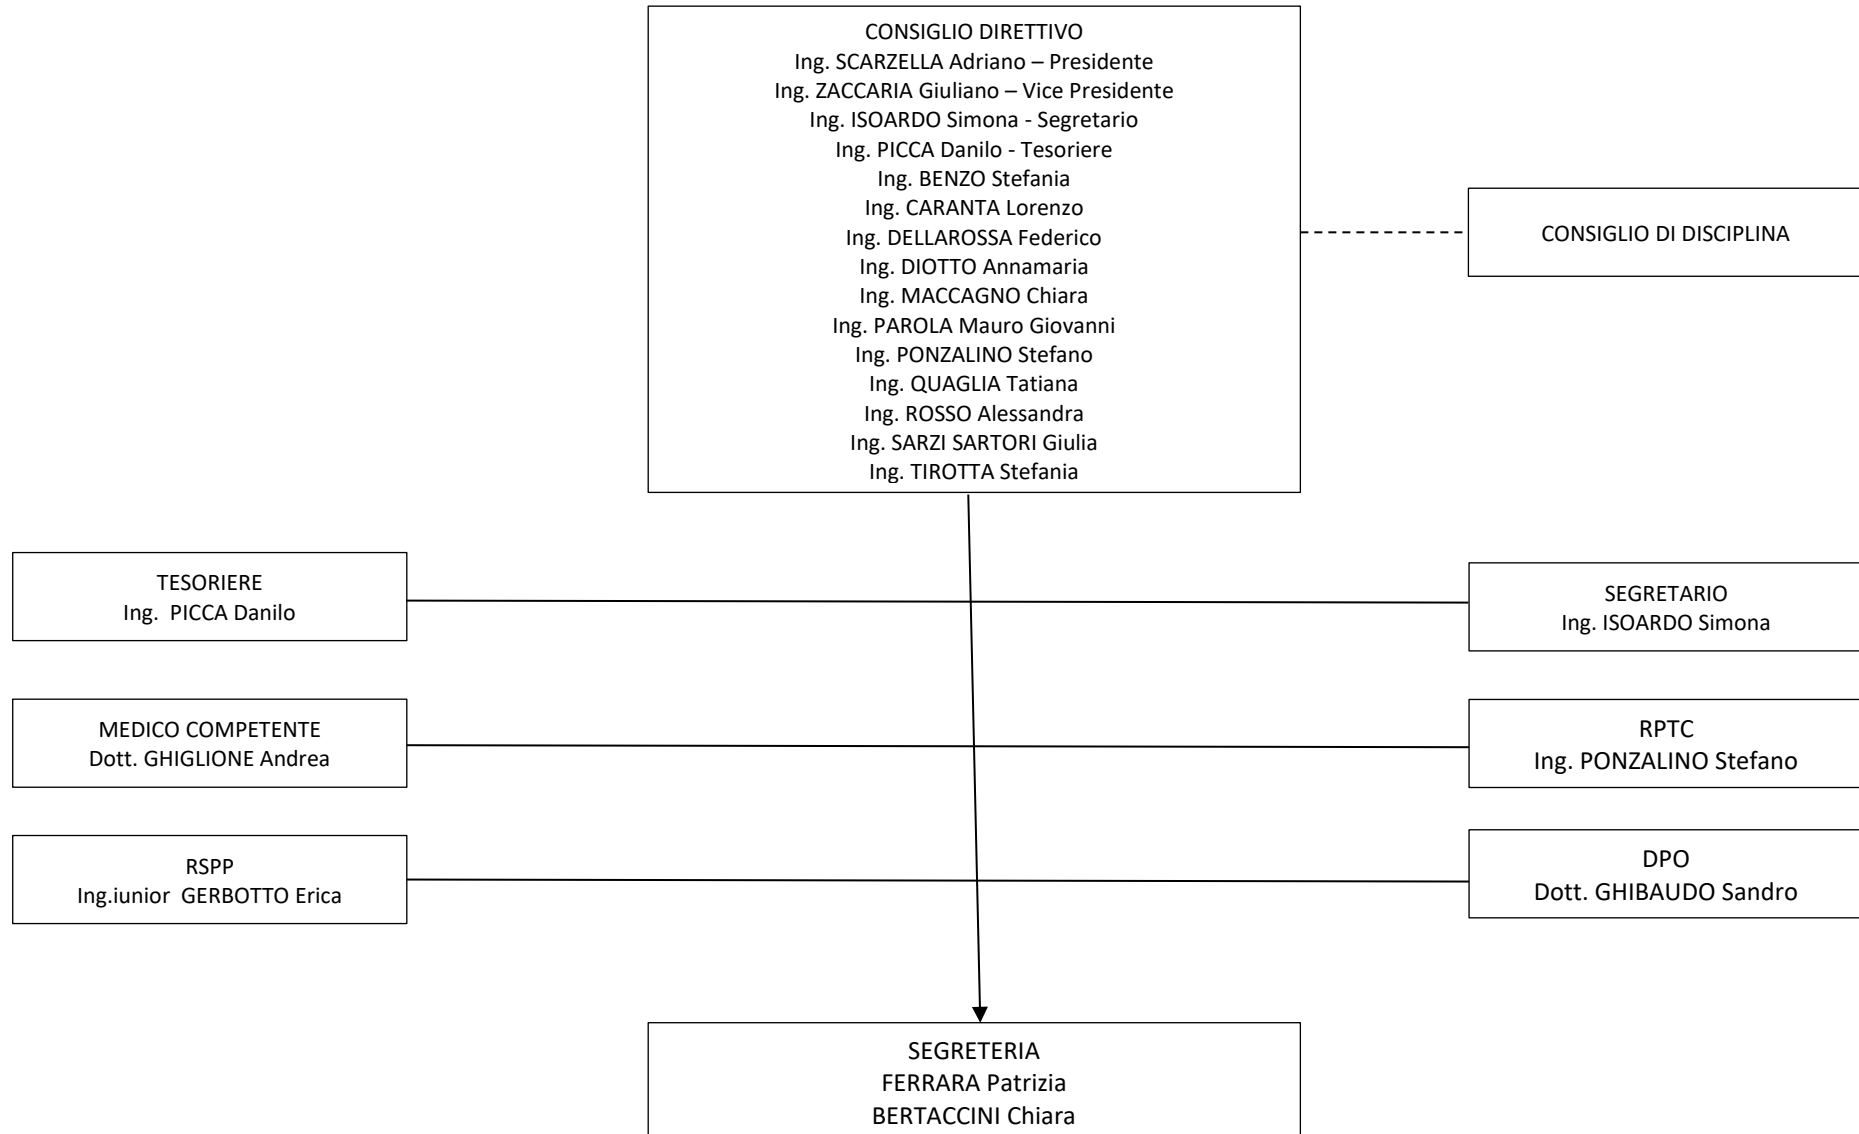 CONSIGLIO DIRETTIVO
Ing. SCARZELLA Adriano – Presidente
Ing. ZACCARIA Giuliano – Vice Presidente
Ing. ISOARDO Simona - Segretario
Ing. PICCA Danilo - Tesoriere
Ing. BENZO Stefania
Ing. CARANTA Lorenzo
Ing. DELLAROSSA Federico
Ing. DIOTTO Annamaria
Ing. MACCAGNO Chiara
Ing. PAROLA Mauro Giovanni
Ing. PONZALINO Stefano
Ing. QUAGLIA Tatiana
Ing. ROSSO Alessandra
Ing. SARZI SARTORI Giulia
Ing. TIROTTA Stefania
CONSIGLIO DI DISCIPLINA
TESORIERE
Ing.  PICCA Danilo
SEGRETARIO
Ing. ISOARDO Simona
MEDICO COMPETENTE
Dott. GHIGLIONE Andrea
RPTC
Ing. PONZALINO Stefano
RSPP
Ing.iunior  GERBOTTO Erica
DPO
Dott. GHIBAUDO Sandro
SEGRETERIA
FERRARA Patrizia
BERTACCINI Chiara